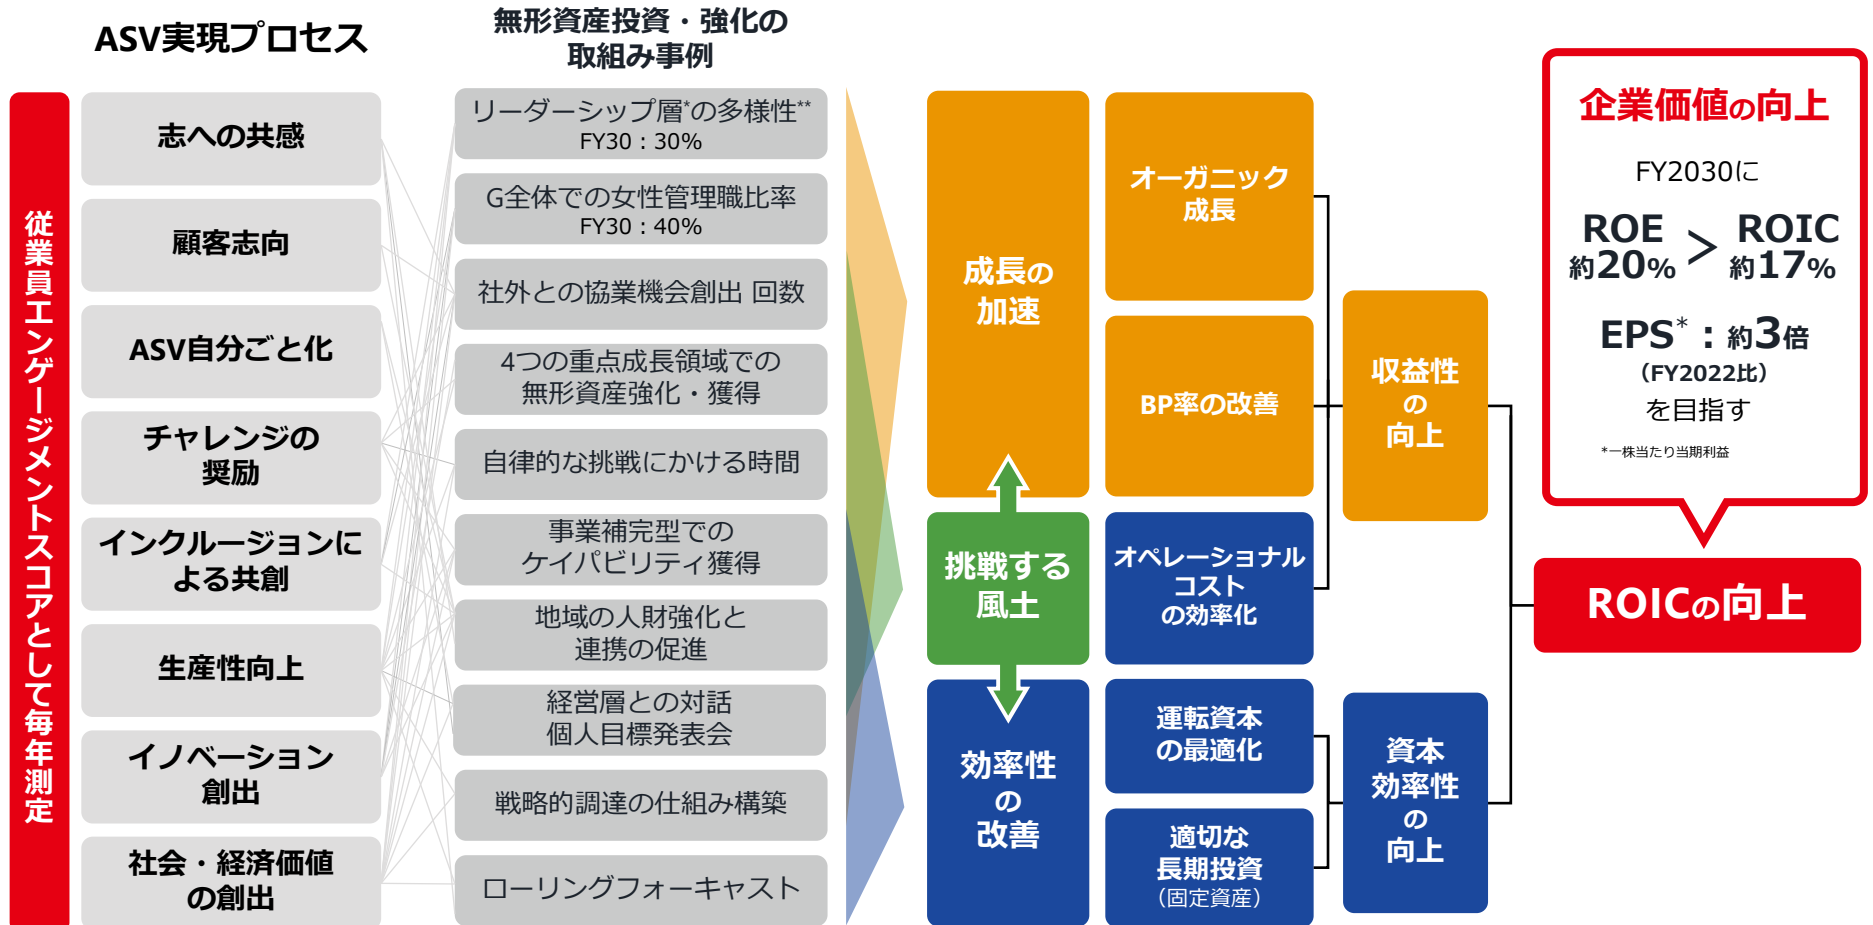 ASV実現プロセス
無形資産投資・強化の
取組み事例
従業員エンゲージメントスコアとして毎年測定
志への共感
顧客志向
ASV自分ごと化
チャレンジの
奨励
インクルージョンに
よる共創
生産性向上
イノベーション
創出
社会・経済価値
の創出
リーダーシップ層*の多様性**
FY30：30%
G全体での女性管理職比率
FY30：40%
社外との協業機会創出 回数
4つの重点成長領域での
無形資産強化・獲得
自律的な挑戦にかける時間
事業補完型での
ケイパビリティ獲得
地域の人財強化と
連携の促進
経営層との対話
個人目標発表会
戦略的調達の仕組み構築
ローリングフォーキャスト
成長の
加速
挑戦する
風土
効率性
の
改善
オーガニック
成長
BP率の改善
オペレーショナル
コスト
の効率化
運転資本
の最適化
適切な
長期投資
（固定資産）
収益性
の
向上
資本
効率性
の
向上
企業価値の向上
FY2030に
ROE > ROIC
約20% 約17%
EPS*：約3倍
（FY2022比）
を目指す
*一株当たり当期利益
ROICの向上